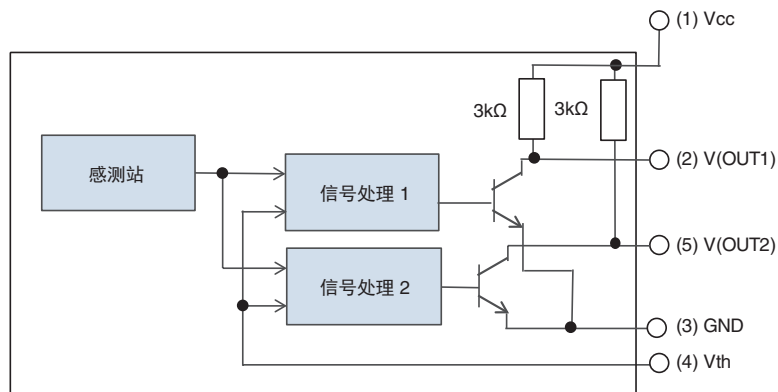 (1) Vcc
3kΩ 3kΩ
感测站
信号处理 1
(2) V(OUT1)
信号处理 2
(5) V(OUT2)
(3) GND
(4) Vth